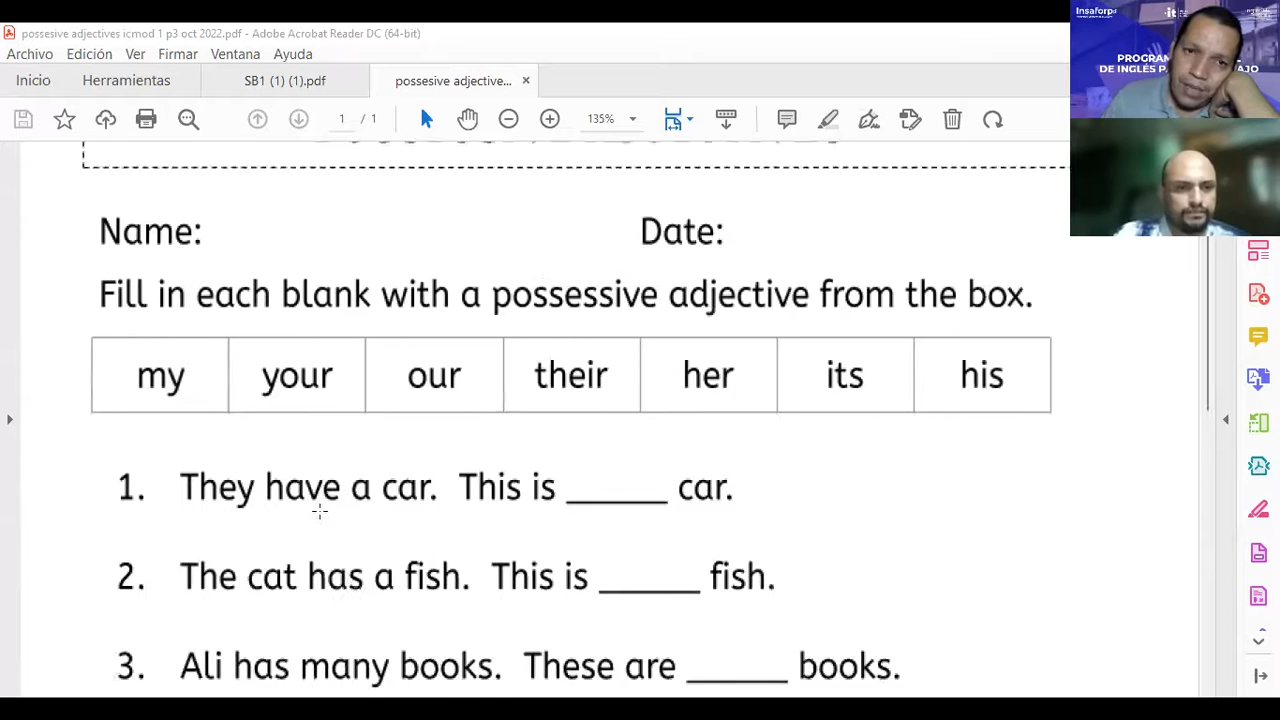 possesive adjectives icmod 1 p3 oct 2022.pdf - Adobe Acrobat Reader DC (64-bit)
Archivo Edición Ver Firmar Ventana Ayuda
Inicio Herramientas SB1 (1) (1).pdf possesive adjective... ×
1 / 1 135%
Name: Date:
Fill in each blank with a possessive adjective from the box.
my your our their her its his
1. They have a car. This is ______ car.
2. The cat has a fish. This is ______ fish.
3. Ali has many books. These are ______ books.
Insaforp
DE INGLÉS